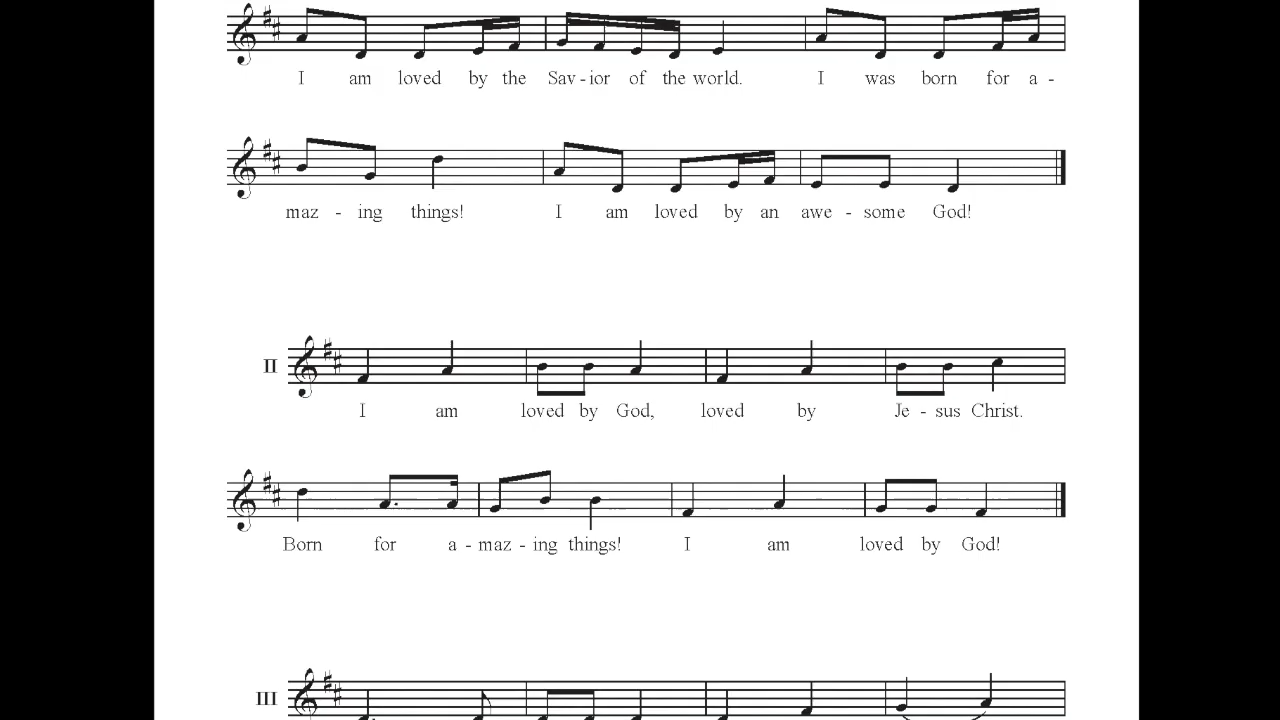 I am loved by the Sav - ior of the world. I was born for a -
maz - ing things! I am loved by an awe - some God!
II
I am loved by God, loved by Je - sus Christ.
Born for a - maz - ing things! I am loved by God!
III